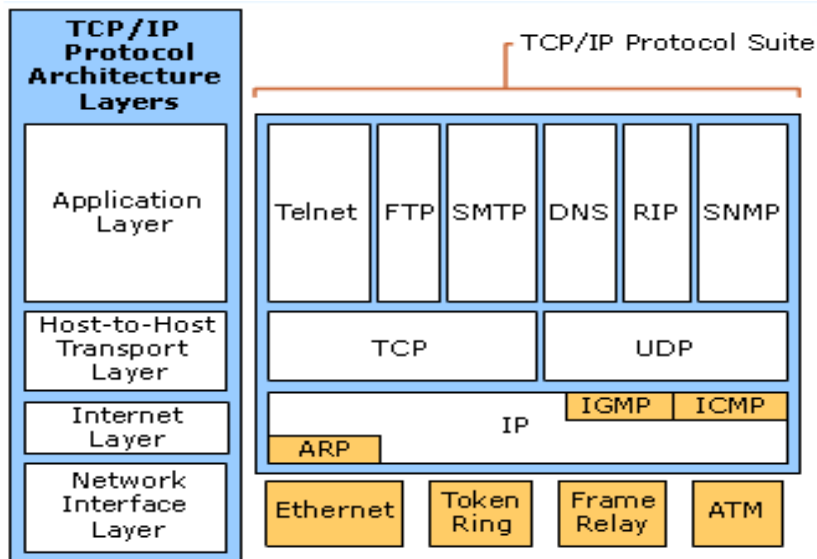 TCP/IP
Protocol
Architecture
Layers
TCP/IP Protocol Suite
Application
Layer
Telnet
FTP
SMTP
DNS
RIP
SNMP
Host-to-Host
Transport
Layer
TCP
UDP
Internet
Layer
IP
IGMP
ICMP
ARP
Network
Interface
Layer
Ethernet
Token
Ring
Frame
Relay
ATM